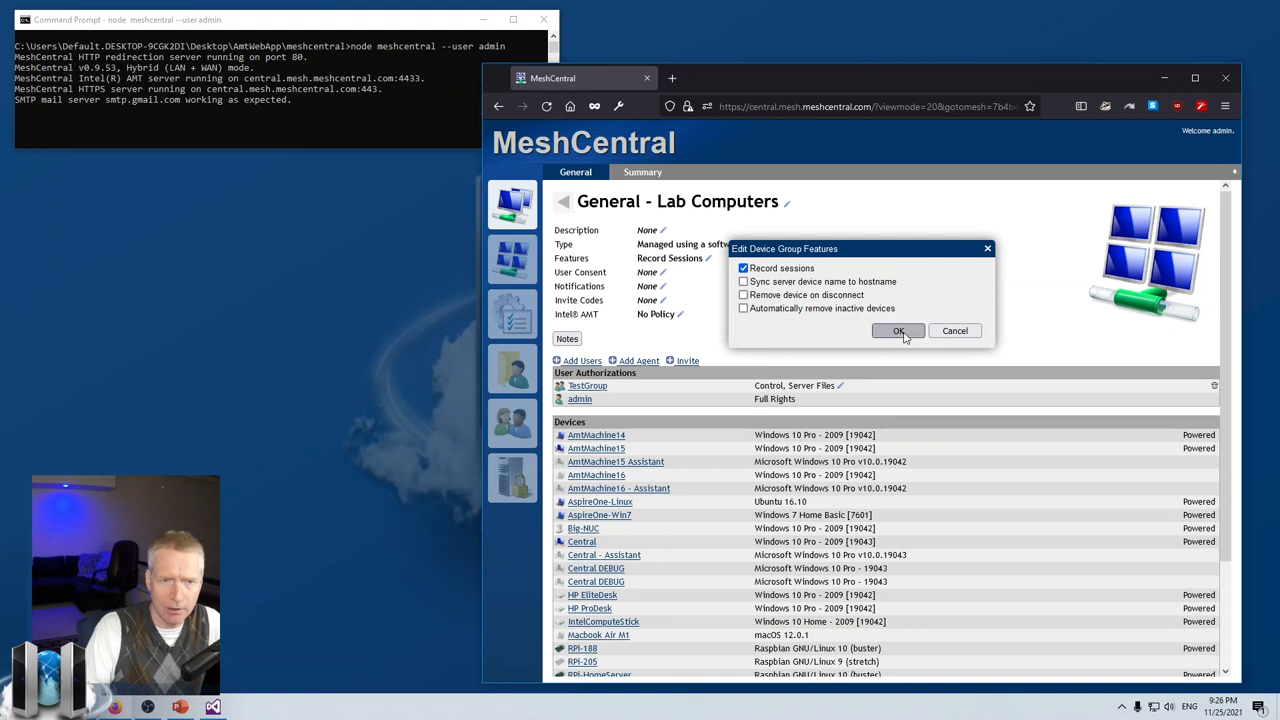 Command Prompt - node meshcentral --user admin
C:\Users\Default.DESKTOP-9CGK2DI\Desktop\AmtWebApp\meshcentral>node meshcentral --user admin
MeshCentral HTTP redirection server running on port 80.
MeshCentral v0.9.53, Hybrid (LAN + WAN) mode.
MeshCentral Intel(R) AMT server running on central.mesh.meshcentral.com:4433.
MeshCentral HTTPS server running on central.mesh.meshcentral.com:443.
SMTP mail server smtp.gmail.com working as expected.
MeshCentral
https://central.mesh.meshcentral.com/?viewmode=20&gotomesh=7b4b
MeshCentral
Welcome admin.
General Summary
General - Lab Computers
Description None
Type Managed using a softw
Features Record Sessions
User Consent None
Notifications None
Invite Codes None
Intel® AMT No Policy
Edit Device Group Features
Record sessions
Sync server device name to hostname
Remove device on disconnect
Automatically remove inactive devices
OK Cancel
Notes
Add Users Add Agent Invite
User Authorizations
TestGroup Control, Server Files
admin Full Rights
Devices
AmtMachine14 Windows 10 Pro - 2009 [19042] Powered
AmtMachine15 Windows 10 Pro - 2009 [19042] Powered
AmtMachine15 Assistant Microsoft Windows 10 Pro v10.0.19042
AmtMachine16 Windows 10 Pro - 2009 [19042]
AmtMachine16 - Assistant Microsoft Windows 10 Pro v10.0.19042
AspireOne-Linux Ubuntu 16.10 Powered
AspireOne-Win7 Windows 7 Home Basic [7601] Powered
Big-NUC Windows 10 Pro - 2009 [19042] Powered
Central Windows 10 Pro - 2009 [19043] Powered
Central - Assistant Microsoft Windows 10 Pro v10.0.19043
Central DEBUG Microsoft Windows 10 Pro - 19043
Central DEBUG Microsoft Windows 10 Pro - 19043
HP EliteDesk Windows 10 Pro - 2009 [19042] Powered
HP ProDesk Windows 10 Pro - 2009 [19042] Powered
IntelComputeStick Windows 10 Home - 2009 [19042] Powered
Macbook Air M1 macOS 12.0.1
RPi-188 Raspbian GNU/Linux 10 (buster) Powered
RPi-205 Raspbian GNU/Linux 9 (stretch)
RPi-HomeServer Raspbian GNU/Linux 10 (buster) Powered
ENG
9:26 PM
11/25/2021